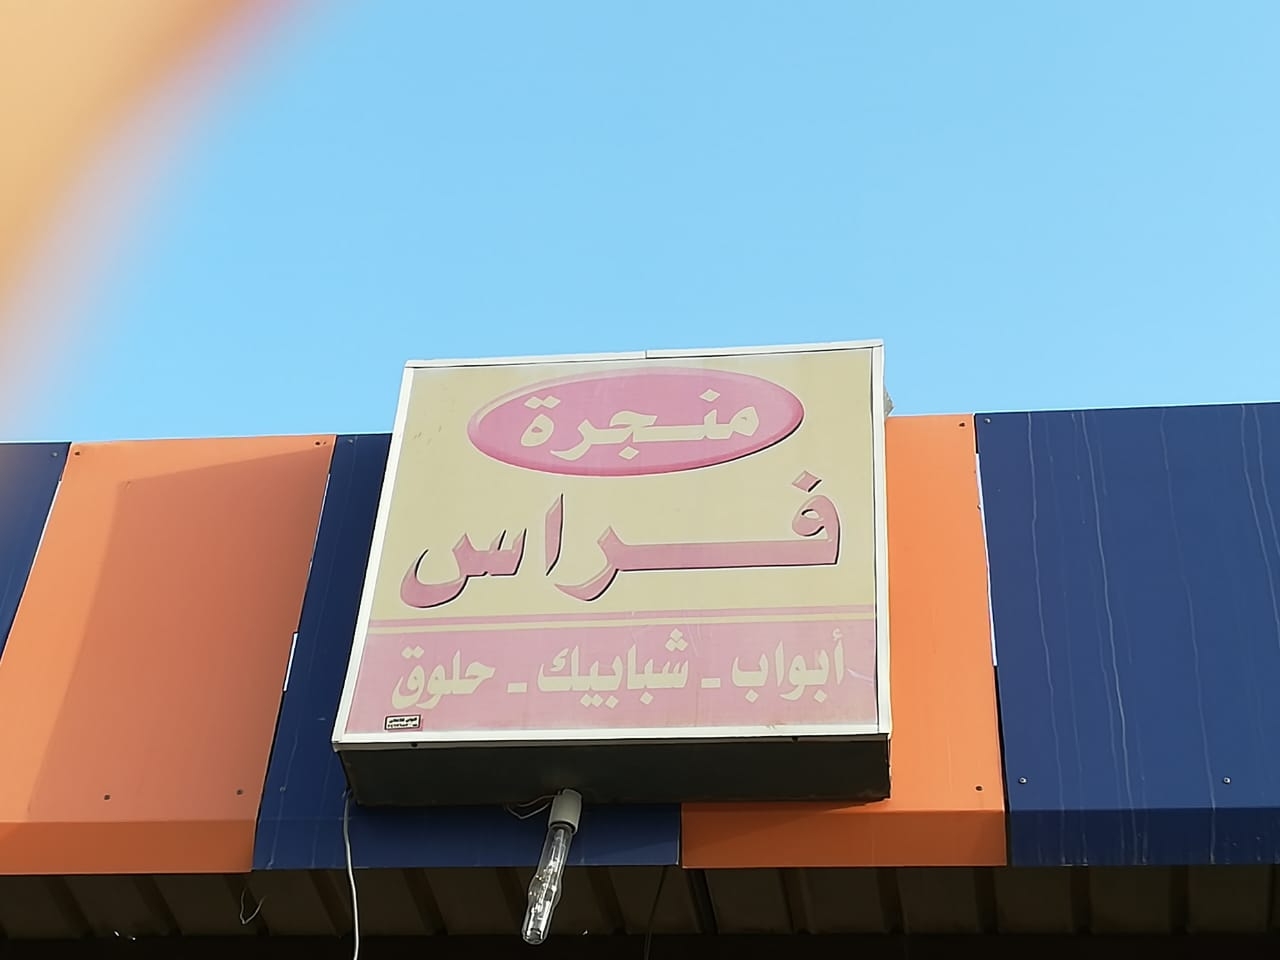 منجرة
فراس
أبواب - شبابيك - حلوق